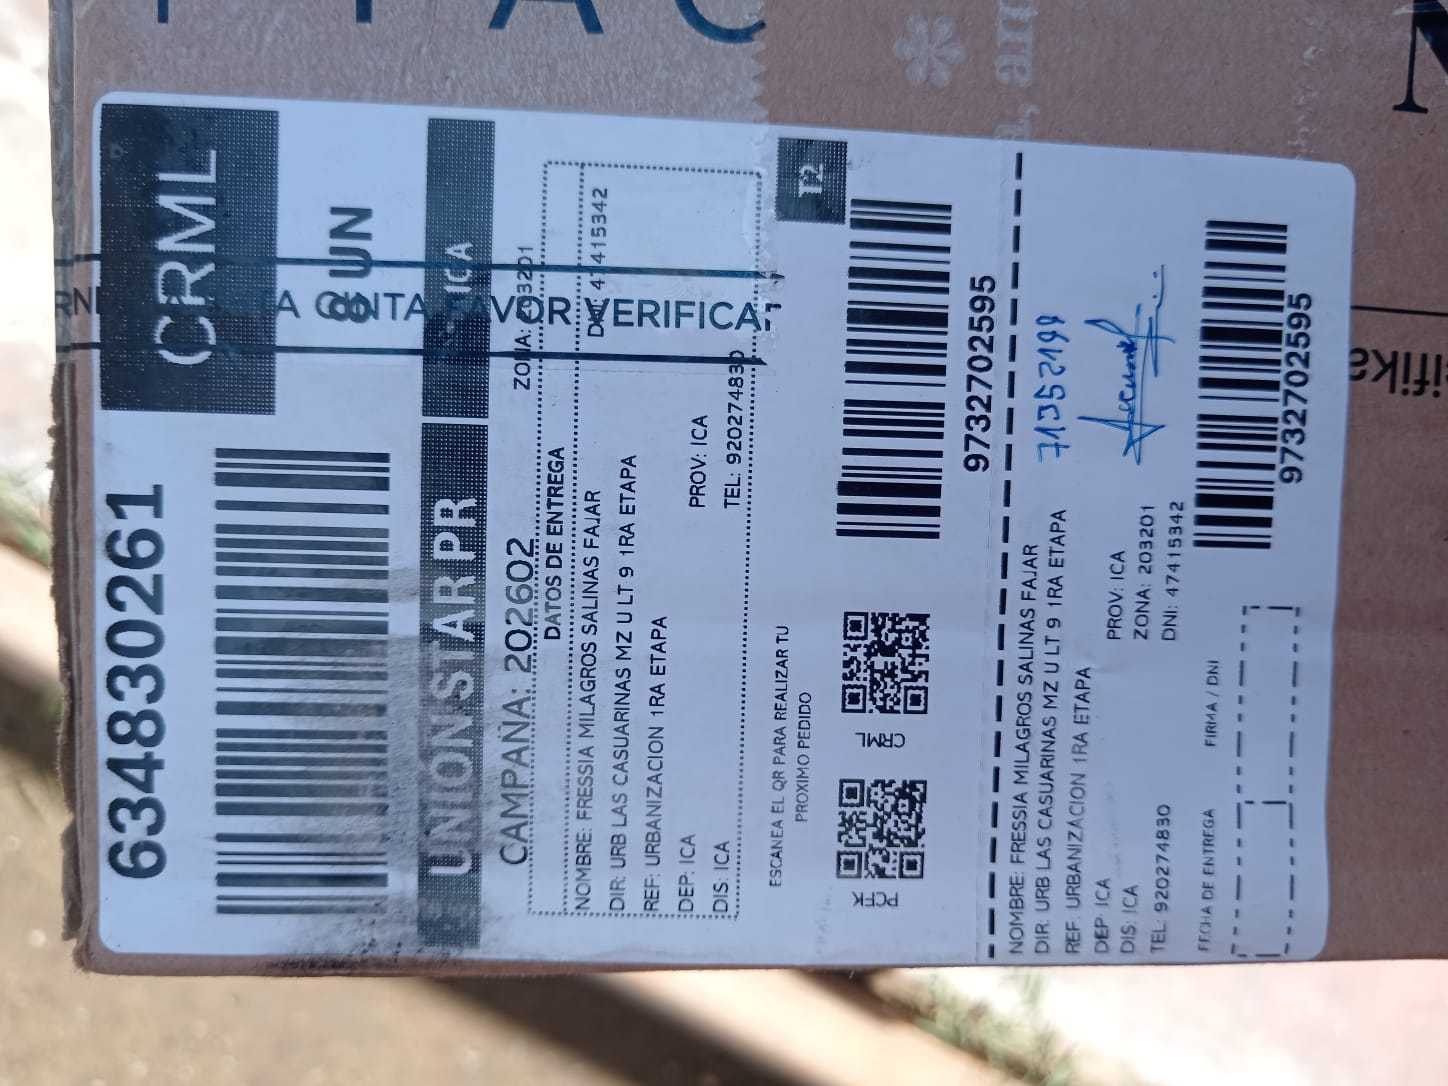 634830261
CRML
8 UN
UNIONSTAR PR
ICA
CAMPAÑA: 202602
ZONA: 203201
DATOS DE ENTREGA
NOMBRE: FRESSIA MILAGROS SALINAS FAJAR
DNI: 47415342
DIR: URB LAS CASUARINAS MZ U LT 9 1RA ETAPA
REF: URBANIZACION 1RA ETAPA
DEP: ICA
PROV: ICA
DIS: ICA
TEL: 920274830
FAVOR VERIFICA
T2
ESCANEA EL QR PARA REALIZAR TU
PROXIMO PEDIDO
PCFK
CRML
9732702595
NOMBRE: FRESSIA MILAGROS SALINAS FAJAR
DIR: URB LAS CASUARINAS MZ U LT 9 1RA ETAPA
REF: URBANIZACION 1RA ETAPA
DEP: ICA
PROV: ICA
DIS: ICA
ZONA: 203201
TEL: 920274830
DNI: 47415342
71352199
FECHA DE ENTREGA
FIRMA / DNI
9732702595